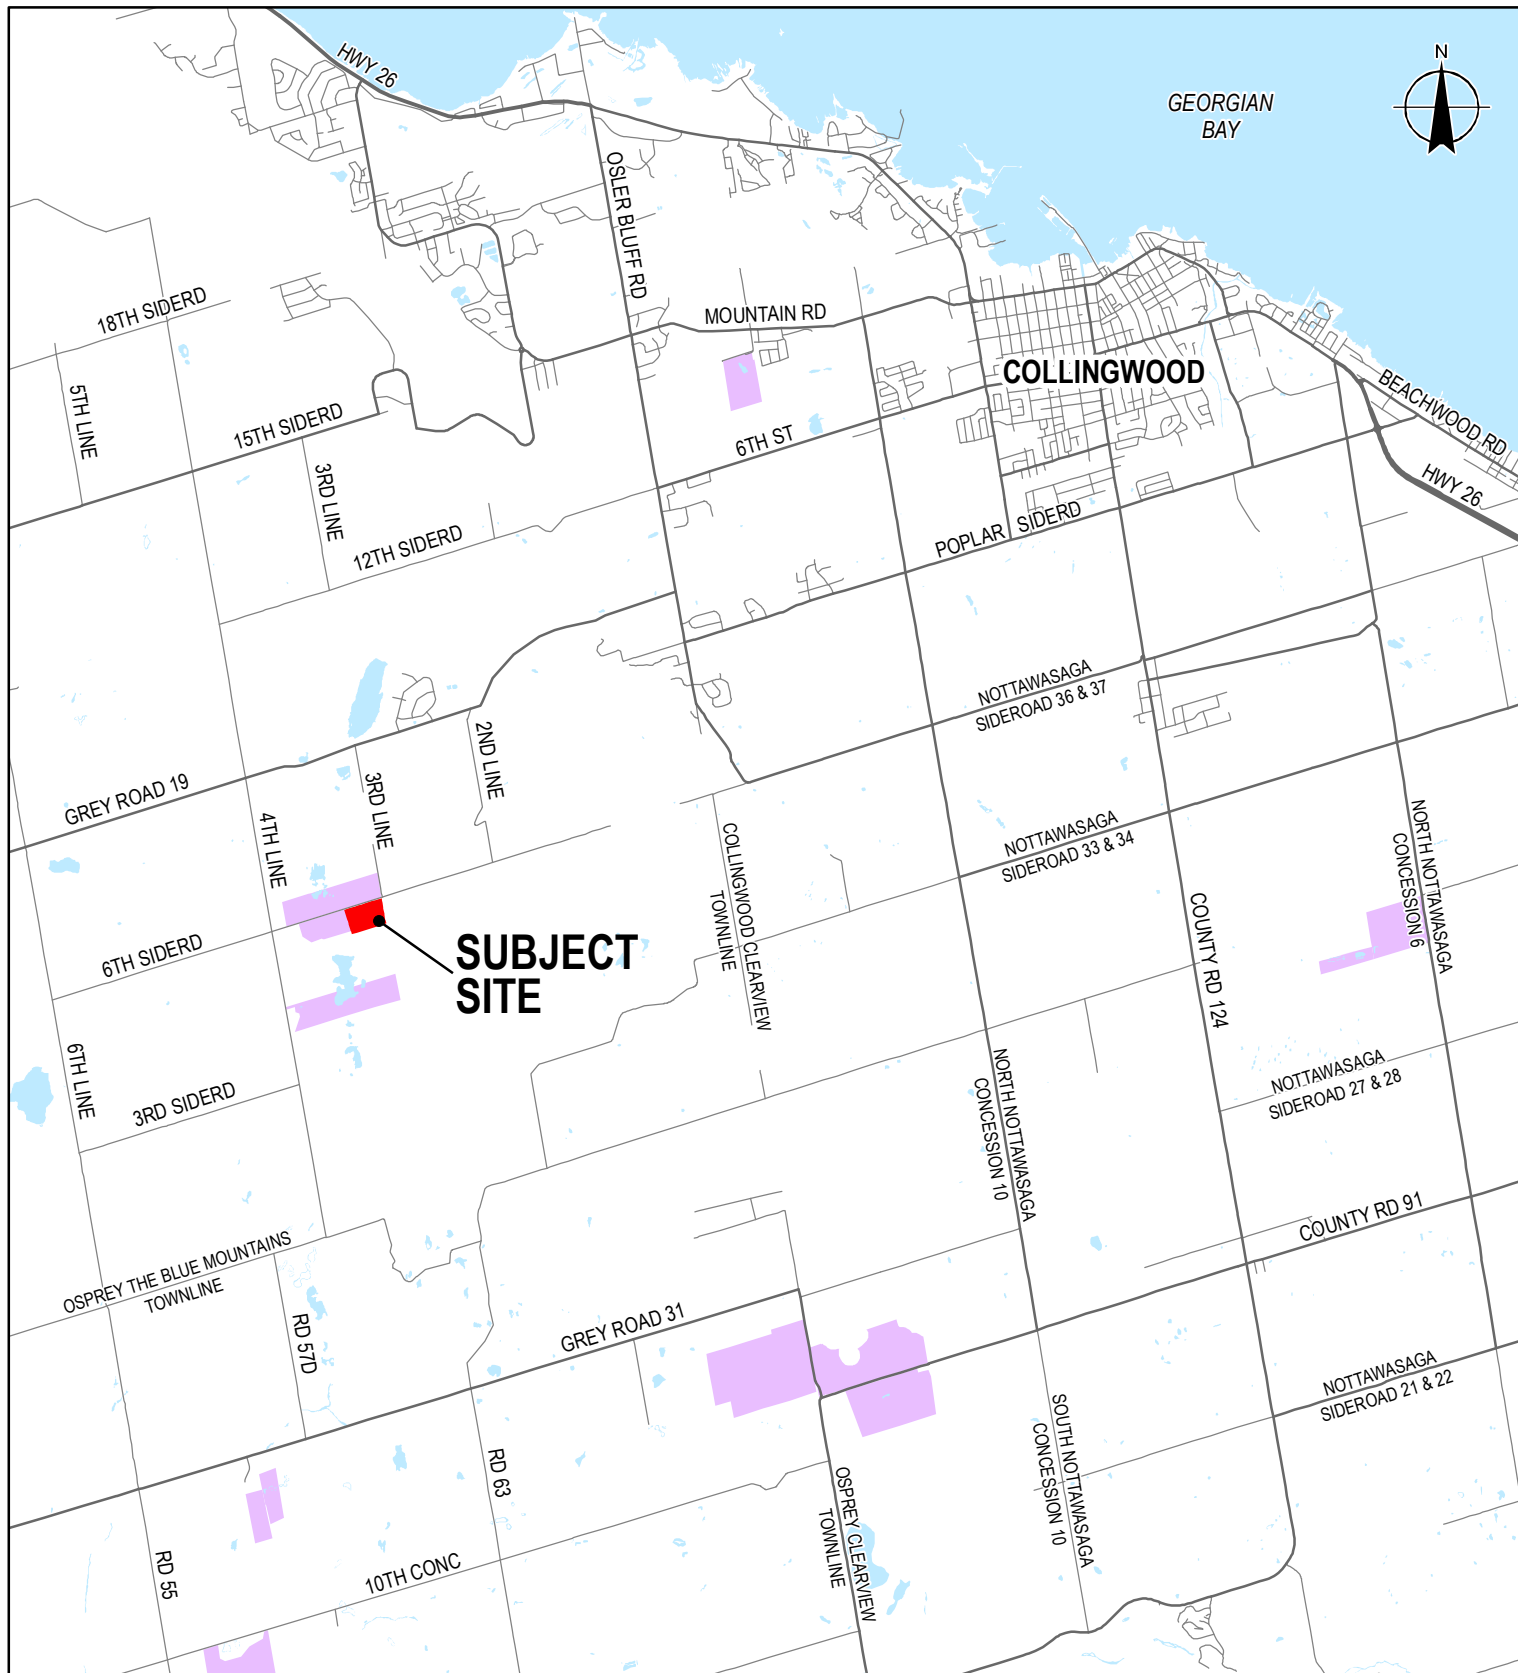 N
HWY 26
GEORGIAN
BAY
OSLER BLUFF RD
18TH SIDERD
MOUNTAIN RD
COLLINGWOOD
5TH LINE
15TH SIDERD
BEACHWOOD RD
6TH ST
3RD LINE
HWY 26
12TH SIDERD
POPLAR SIDERD
NOTTAWASAGA
SIDEROAD 36 & 37
2ND LINE
GREY ROAD 19
3RD LINE
4TH LINE
NOTTAWASAGA
SIDEROAD 33 & 34
COLLINGWOOD CLEARVIEW
TOWNLINE
NORTH NOTTAWASAGA
CONCESSION 6
COUNTY RD 124
6TH SIDERD
SUBJECT
SITE
6TH LINE
3RD SIDERD
NORTH NOTTAWASAGA
CONCESSION 10
NOTTAWASAGA
SIDEROAD 27 & 28
OSPREY THE BLUE MOUNTAINS
TOWNLINE
COUNTY RD 91
RD 57D
GREY ROAD 31
NOTTAWASAGA
SIDEROAD 21 & 22
SOUTH NOTTAWASAGA
CONCESSION 10
RD 63
OSPREY CLEARVIEW
TOWNLINE
RD 55
10TH CONC